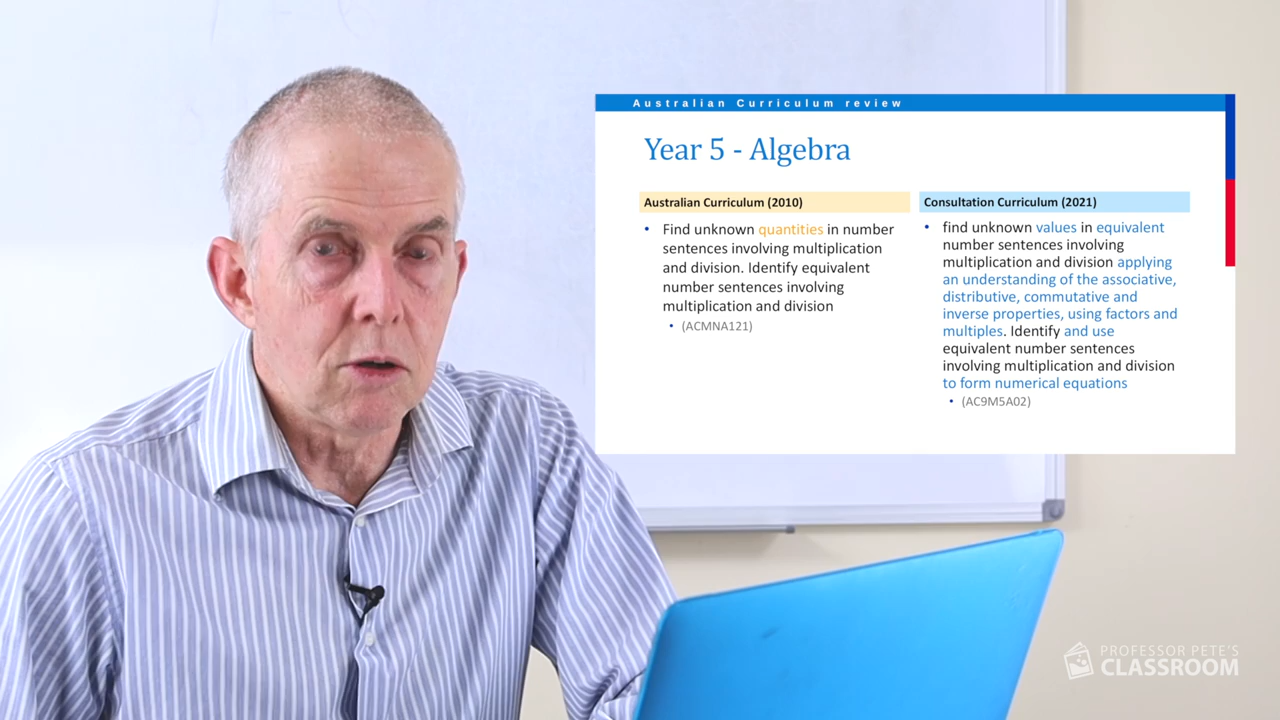 Australian Curriculum review
Year 5 - Algebra
Australian Curriculum (2010)
• Find unknown quantities in number
sentences involving multiplication
and division. Identify equivalent
number sentences involving
multiplication and division
• (ACMNA121)
Consultation Curriculum (2021)
• find unknown values in equivalent
number sentences involving
multiplication and division applying
an understanding of the associative,
distributive, commutative and
inverse properties, using factors and
multiples. Identify and use
equivalent number sentences
involving multiplication and division
to form numerical equations
• (AC9M5A02)
PROFESSOR PETE'S
CLASSROOM